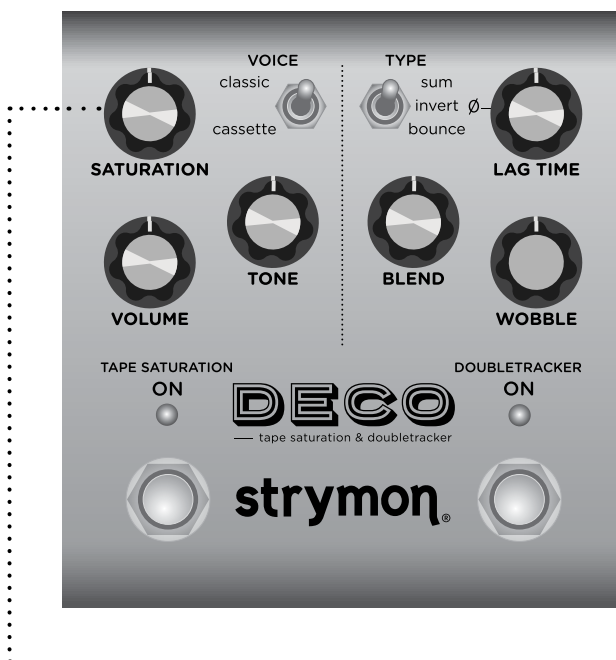 VOICE
classic
cassette
TYPE
sum
invert Ø
bounce
SATURATION
LAG TIME
TONE
BLEND
VOLUME
WOBBLE
TAPE SATURATION
ON
DOUBLETRACKER
ON
DECO
tape saturation & doubletracker
strymon®